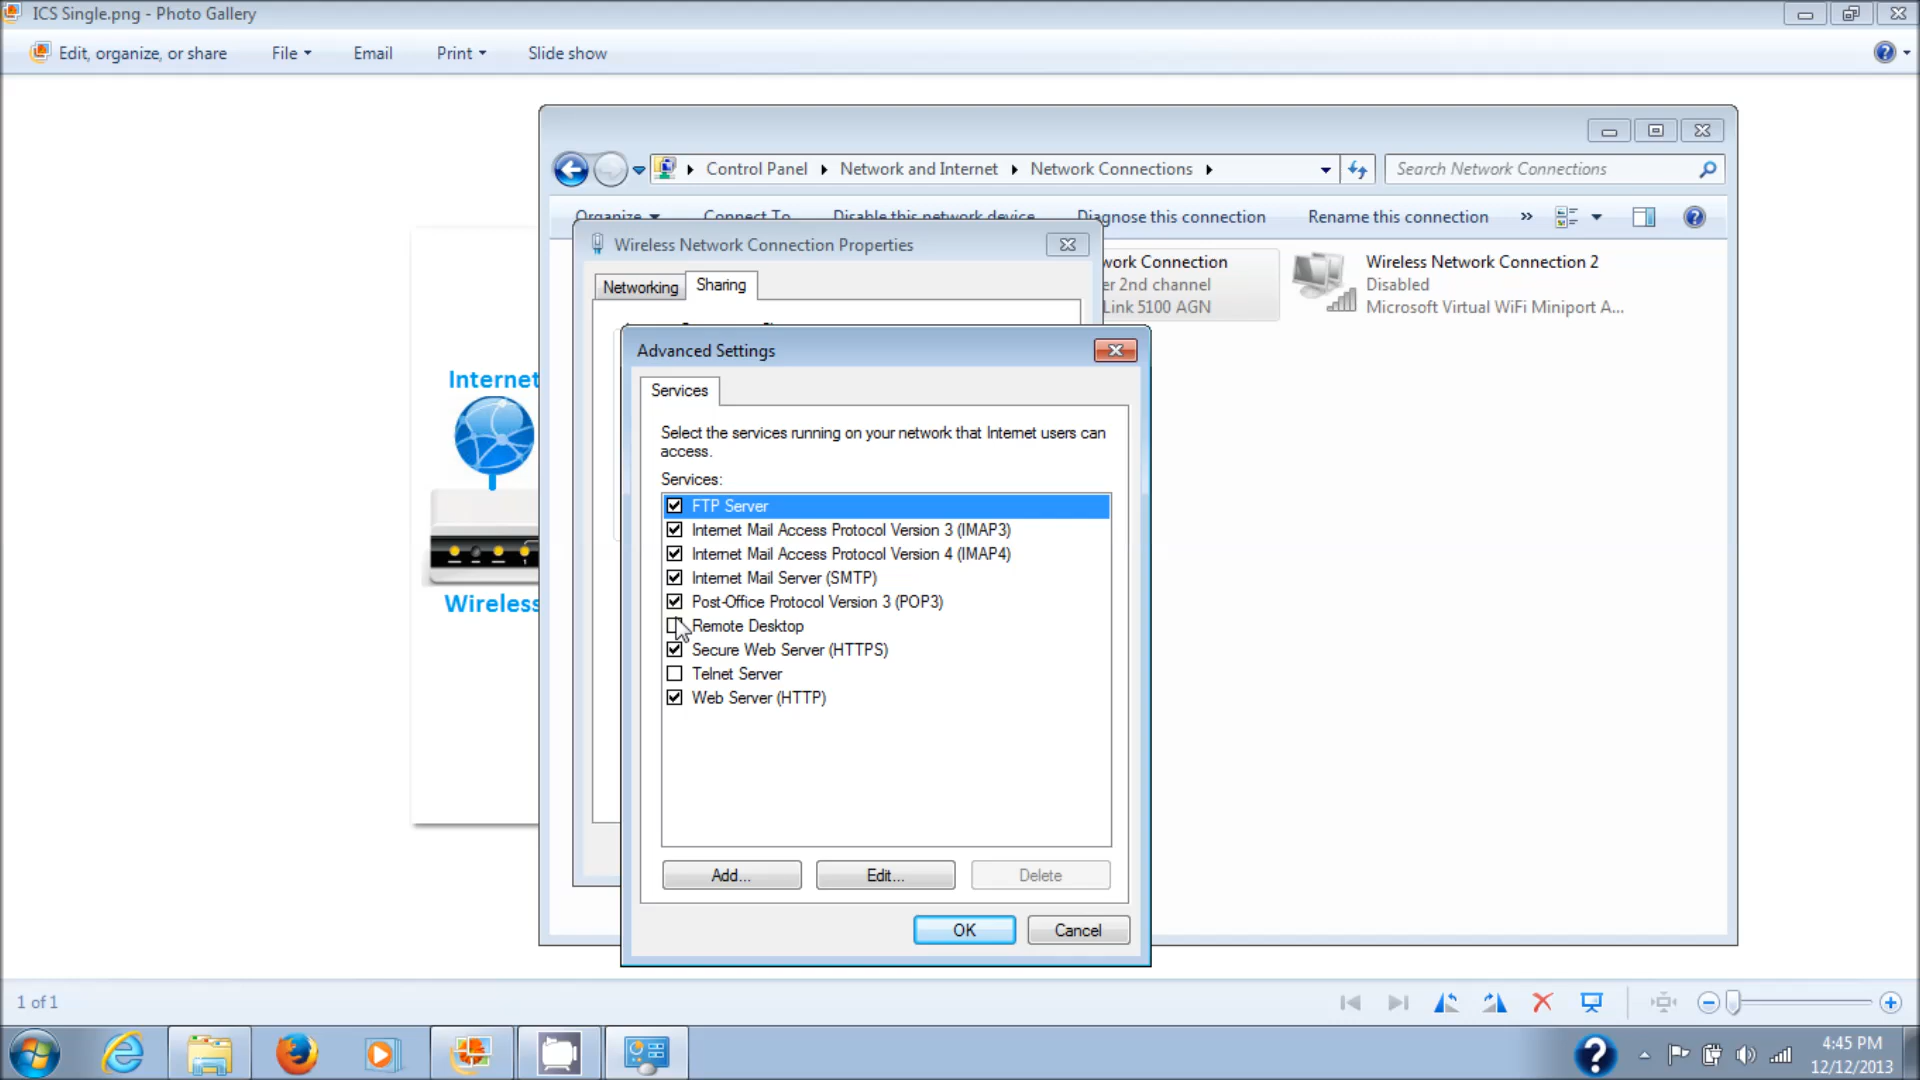 ICS Single.png - Photo Gallery
Edit, organize, or share File Email Print Slide show
Control Panel Network and Internet Network Connections Search Network Connections
Organize Connect To Disable this network device Diagnose this connection Rename this connection »
Wireless Network Connection Properties
Networking Sharing
work Connection
er 2nd channel
Link 5100 AGN
Wireless Network Connection 2
Disabled
Microsoft Virtual WiFi Miniport A...
Internet
Wireless
Advanced Settings
Services
Select the services running on your network that Internet users can
access.
Services:
FTP Server
Internet Mail Access Protocol Version 3 (IMAP3)
Internet Mail Access Protocol Version 4 (IMAP4)
Internet Mail Server (SMTP)
Post-Office Protocol Version 3 (POP3)
Remote Desktop
Secure Web Server (HTTPS)
Telnet Server
Web Server (HTTP)
Add... Edit... Delete
OK Cancel
1 of 1
4:45 PM
12/12/2013